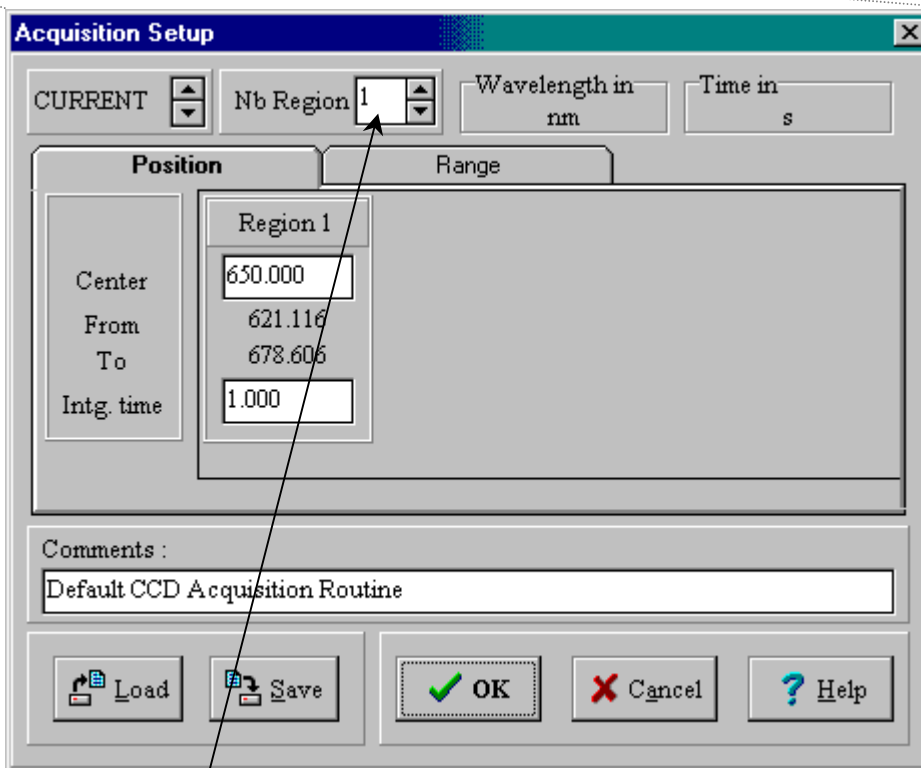 Acquisition Setup
CURRENT
Nb Region 1
Wavelength in
nm
Time in
s
Position
Range
Region 1
Center
650.000
From
621.116
To
678.606
Intg. time
1.000
Comments :
Default CCD Acquisition Routine
Load
Save
OK
Cancel
? Help